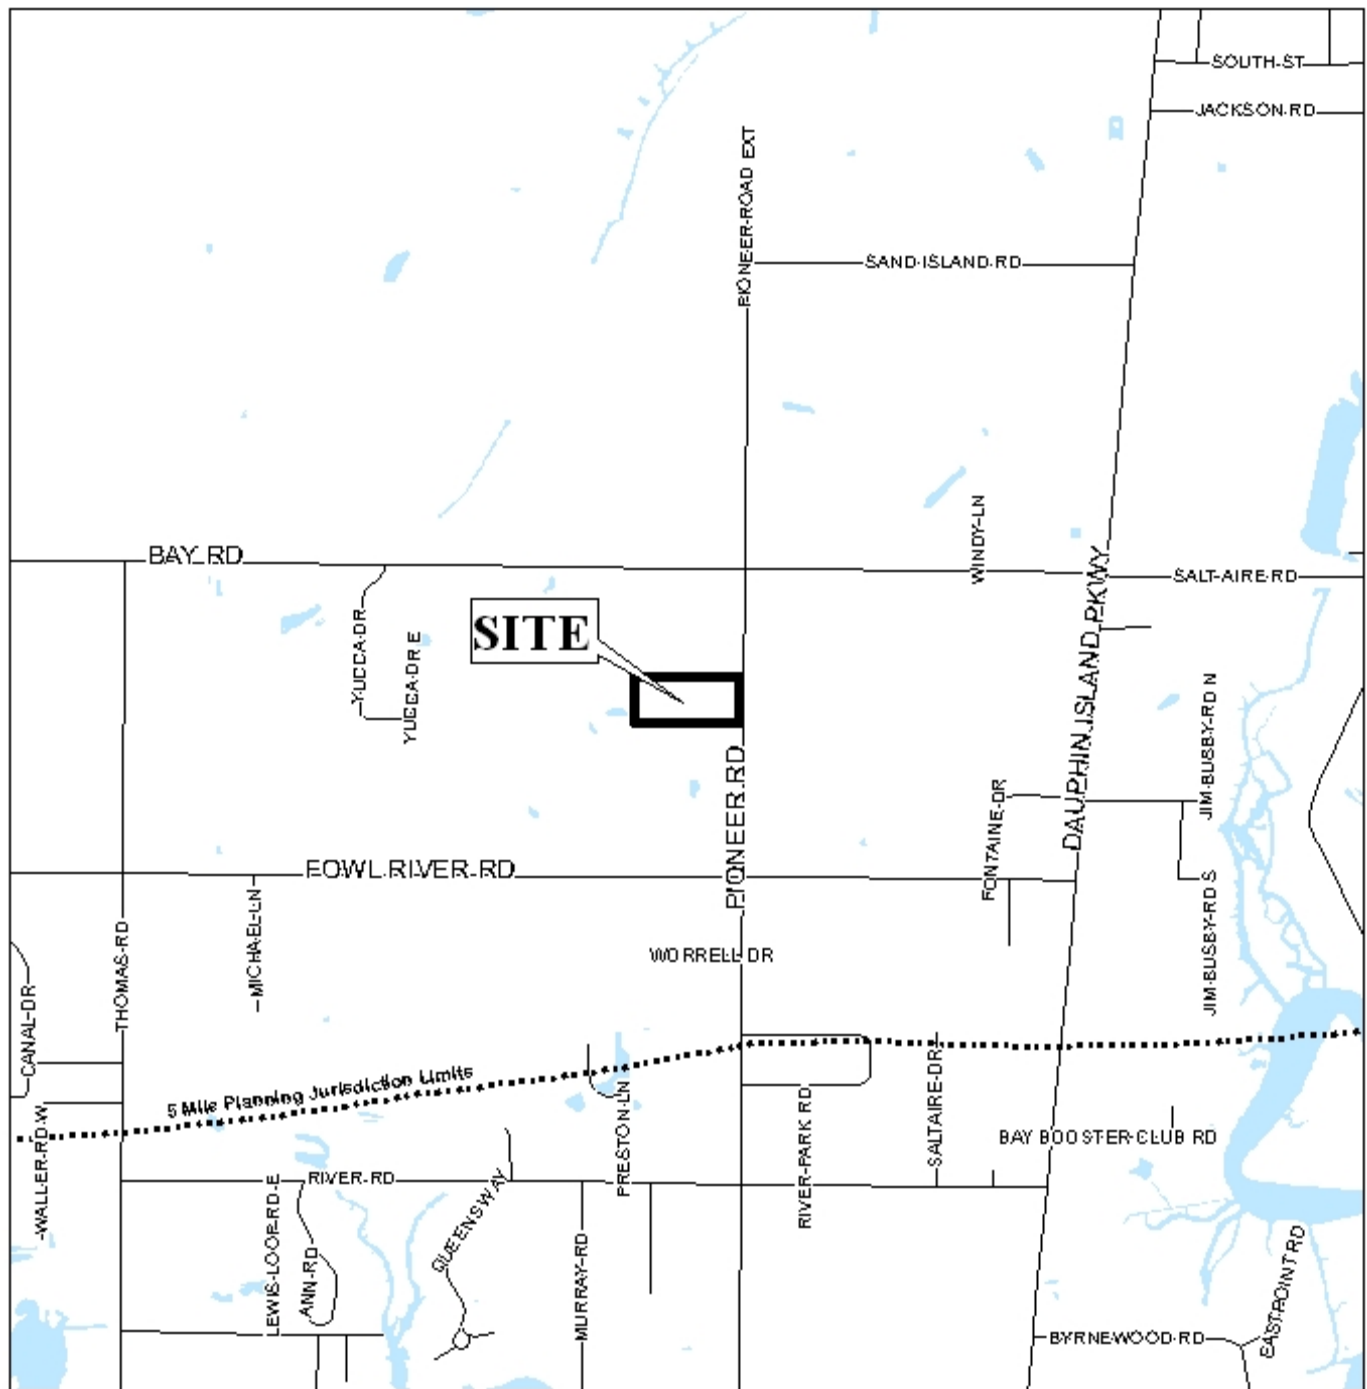 SOUTH-ST
JACKSON RD
PIONEER-ROAD EXT
SAND-ISLAND-RD
WINDY-LN
BAY RD
SALT-AIRE-RD
SITE
YUCCA-DR
YUCCA-DR E
DAUPHIN-ISLAND-PKWY
JIM-BUSBY-RD N
PIONEER-RD
FONTAINE-DR
FOWL-RIVER-RD
MICHAEL-LN
JIM-BUSBY-RD S
THOMAS-RD
WORRELL-DR
CANAL-DR
5 Mile Planning Jurisdiction Limits
SALTAIRE-DR
PRESTON-LN
RIVER-PARK RD
BAY BOOSTER-CLUB RD
WALLER-RD-W
RIVER-RD
LEWIS-LOOP-RD-E
QUEENSWAY
ANN-RD
MURRAY-RD
EAST-POINT RD
BYRNEWOOD-RD